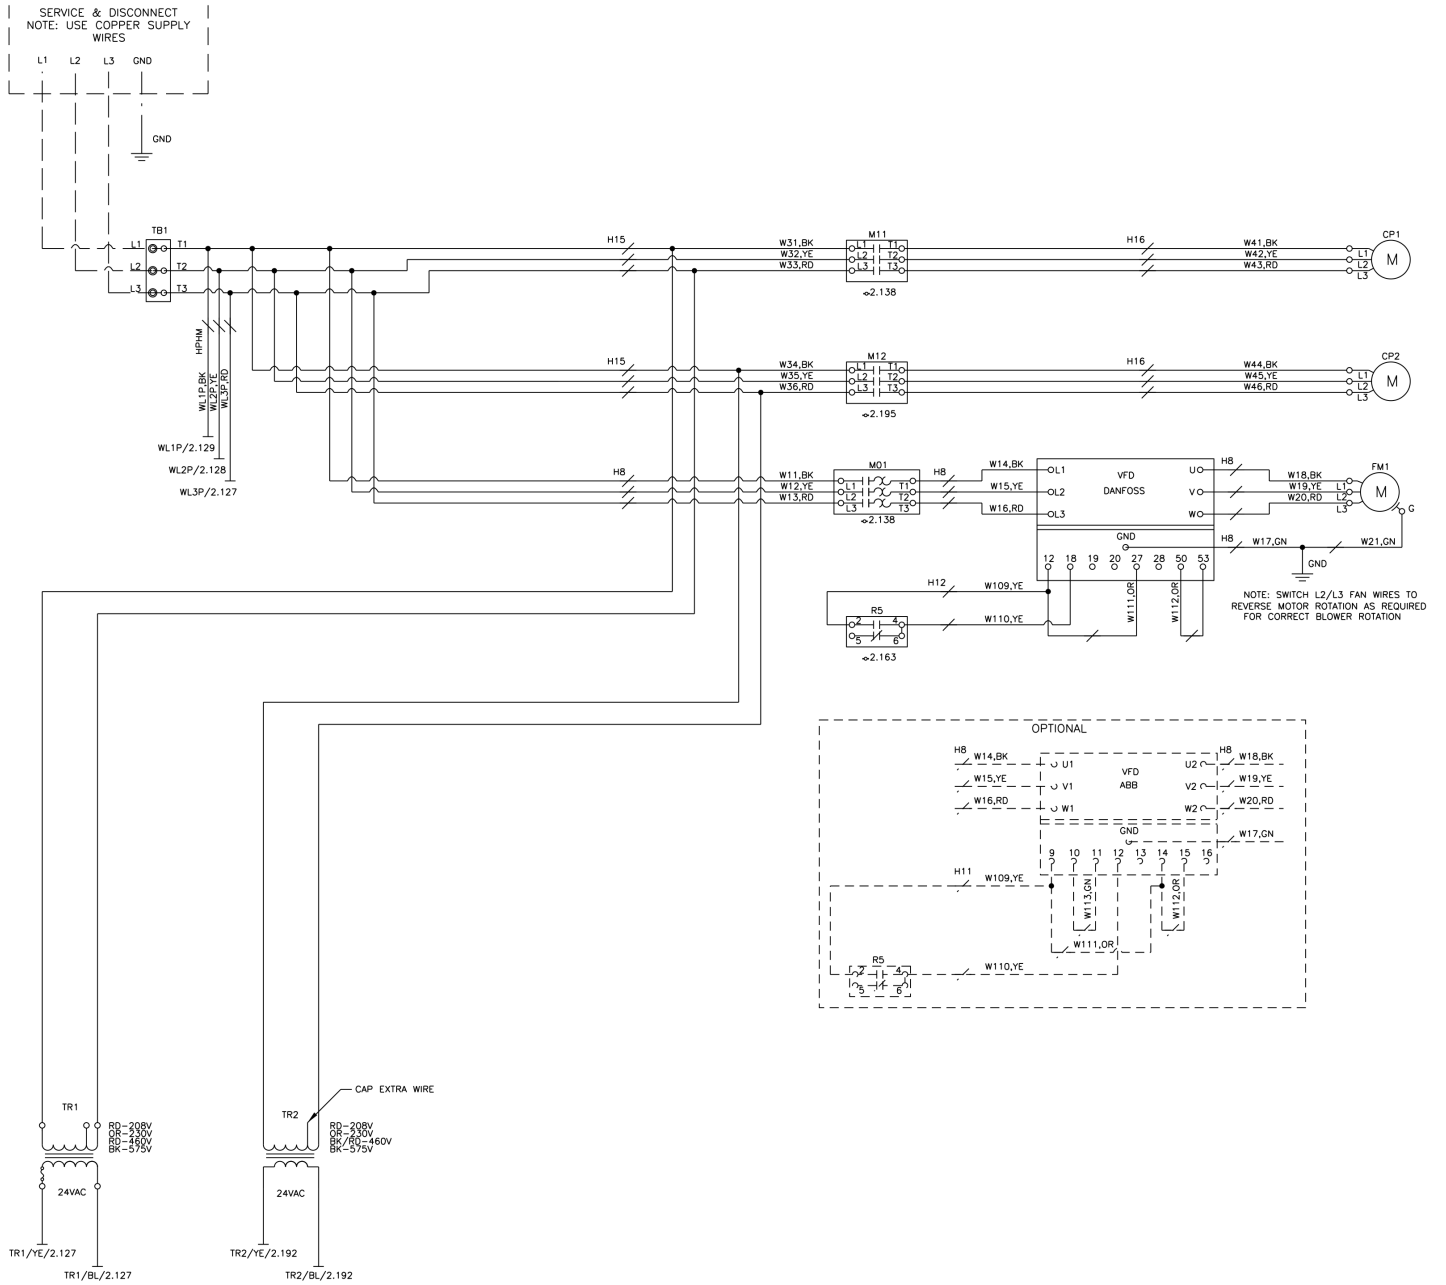 SERVICE & DISCONNECT
NOTE: USE COPPER SUPPLY
WIRES
L1 L2 L3 GND
GND
TB1
L1 T1
L2 T2
L3 T3
HPHM
WL1P,BK
WL2P,YE
WL3P,RD
WL1P/2.129
WL2P/2.128
WL3P/2.127
H15
W31,BK
W32,YE
W33,RD
M11
L1 T1
L2 T2
L3 T3
2.138
H16
W41,BK
W42,YE
W43,RD
CP1
L1
L2
L3
M
H15
W34,BK
W35,YE
W36,RD
M12
L1 T1
L2 T2
L3 T3
2.195
H16
W44,BK
W45,YE
W46,RD
CP2
L1
L2
L3
M
H8
W11,BK
W12,YE
W13,RD
M01
L1 T1
L2 T2
L3 T3
2.138
H8
W14,BK
W15,YE
W16,RD
L1
L2
L3
VFD
DANFOSS
U
V
W
H8
W18,BK
W19,YE
W20,RD
FM1
L1
L2
L3
M
G
GND
H8
W17,GN
W21,GN
GND
12 18 19 20 27 28 50 53
NOTE: SWITCH L2/L3 FAN WIRES TO
REVERSE MOTOR ROTATION AS REQUIRED
FOR CORRECT BLOWER ROTATION
H12
W109,YE
W111,OR
W112,OR
R5
2 4
5 6
W110,YE
2.163
OPTIONAL
H8
W14,BK
W15,YE
W16,RD
U1
V1
W1
VFD
ABB
U2
V2
W2
H8
W18,BK
W19,YE
W20,RD
GND
W17,GN
9 10 11 12 13 14 15 16
H11
W109,YE
W113,GN
W112,OR
W111,OR
R5
2 4
5 6
W110,YE
CAP EXTRA WIRE
TR1
RD-208V
OR-230V
RD-460V
BK-575V
24VAC
TR1/YE/2.127
TR1/BL/2.127
TR2
RD-208V
OR-230V
BK/RD-460V
BK-575V
24VAC
TR2/YE/2.192
TR2/BL/2.192